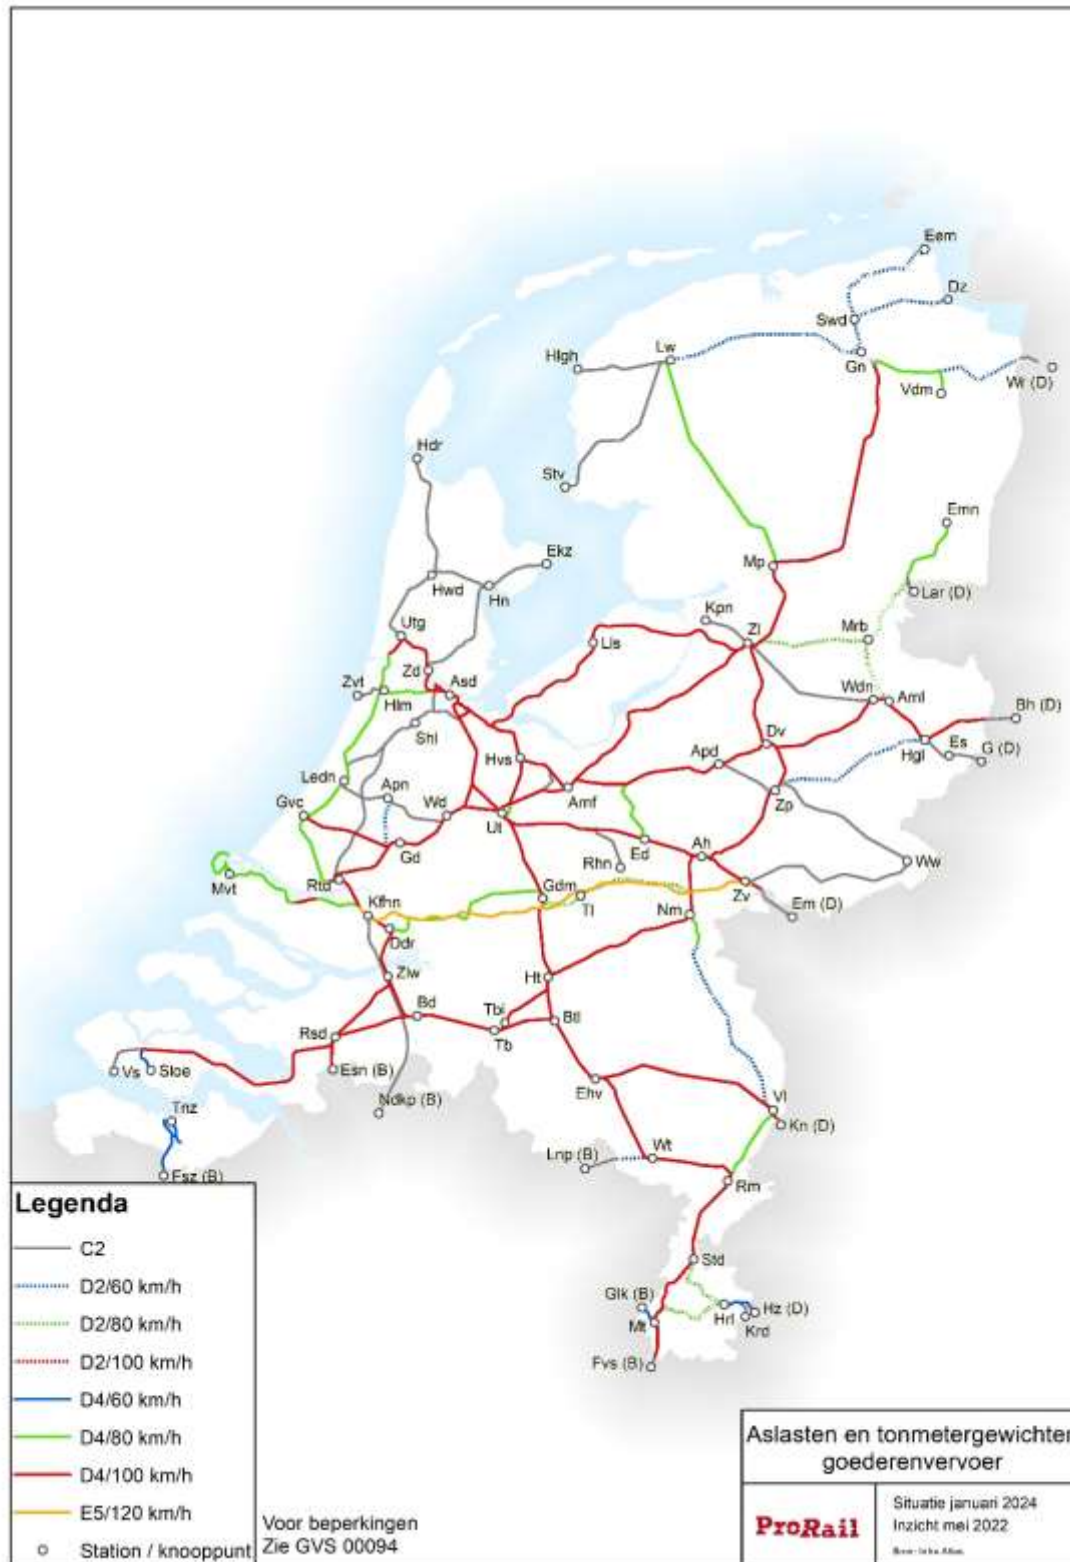 Eem
Dz
Swd
Lw
Hlgh
Gn
Wr (D)
Vdm
Hdr
Stv
Emn
Ekz
Mp
Hwd
Hn
Lar (D)
Kpn
Utg
Zl
Mrb
Lls
Zd
Zvt
Asd
Hlm
Wdn
Aml
Bh (D)
Shl
Dv
Hvs
Apd
Hgl
Es
G (D)
Ledn
Apn
Amf
Zp
Gvc
Wd
Ut
Gd
Ed
Ah
Rhn
Ww
Mvt
Rtd
Gdm
Tl
Zv
Kfhn
Nm
Em (D)
Ddr
Zlw
Ht
Bd
Tbi
Btl
Rsd
Tb
Vs
Sloe
Esn (B)
Ehv
Tnz
Ndkp (B)
Vl
Kn (D)
Lnp (B)
Wt
Fsz (B)
Rm
Std
Glk (B)
Hz (D)
Mt
Hrl
Krd
Fvs (B)
Legenda
C2
D2/60 km/h
D2/80 km/h
D2/100 km/h
D4/60 km/h
D4/80 km/h
D4/100 km/h
E5/120 km/h
Station / knooppunt
Voor beperkingen
Zie GVS 00094
Aslasten en tonmetergewichten
goederenvervoer
ProRail
Situatie januari 2024
Inzicht mei 2022